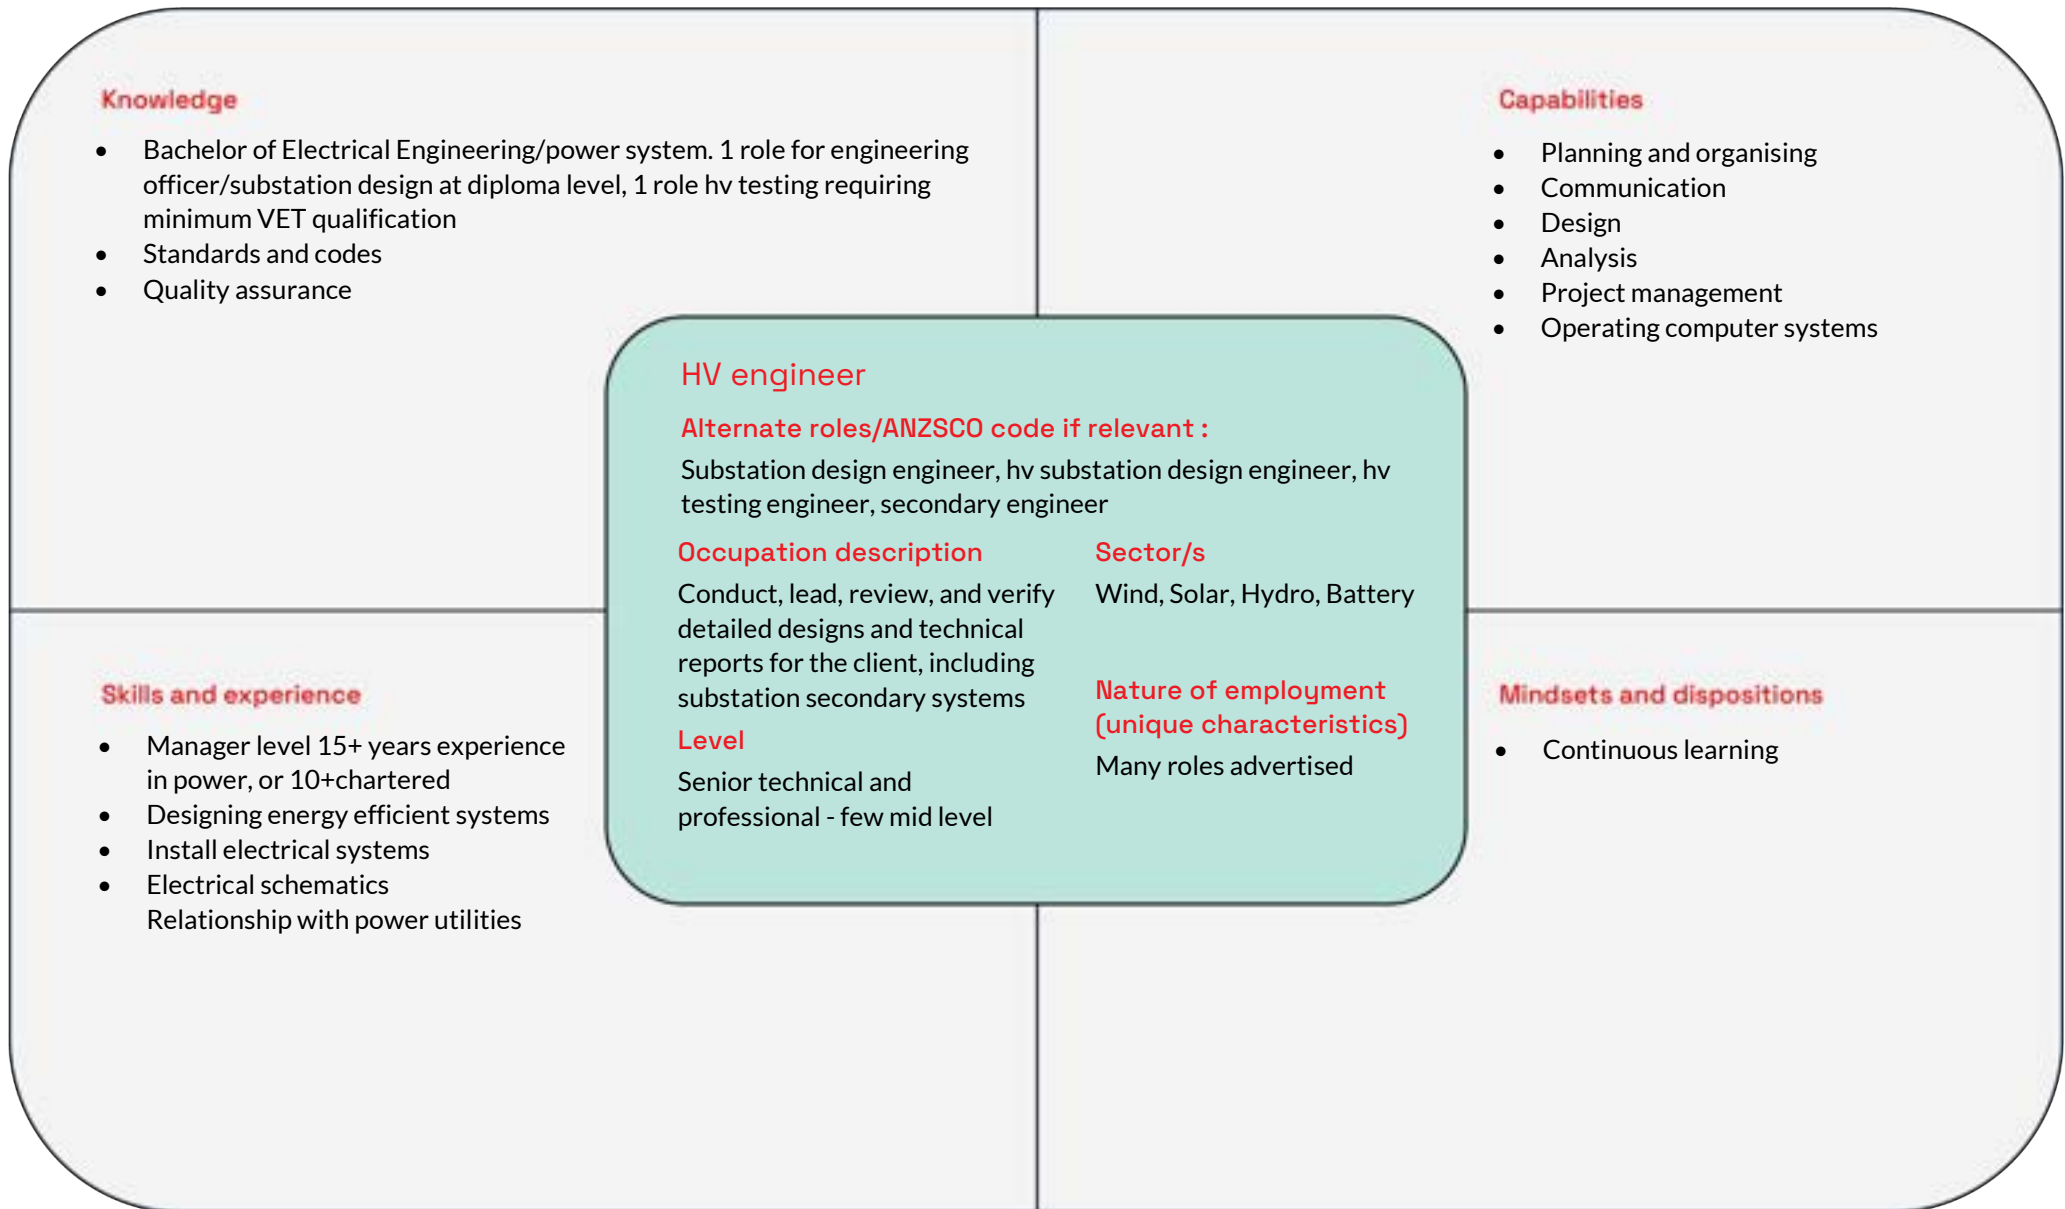 Knowledge
• Bachelor of Electrical Engineering/power system. 1 role for engineering
officer/substation design at diploma level, 1 role hv testing requiring
minimum VET qualification
• Standards and codes
• Quality assurance
Capabilities
• Planning and organising
• Communication
• Design
• Analysis
• Project management
• Operating computer systems
HV engineer
Alternate roles/ANZSCO code if relevant :
Substation design engineer, hv substation design engineer, hv
testing engineer, secondary engineer
Occupation description
Conduct, lead, review, and verify
detailed designs and technical
reports for the client, including
substation secondary systems
Level
Senior technical and
professional - few mid level
Sector/s
Wind, Solar, Hydro, Battery
Nature of employment
(unique characteristics)
Many roles advertised
Skills and experience
• Manager level 15+ years experience
in power, or 10+chartered
• Designing energy efficient systems
• Install electrical systems
• Electrical schematics
Relationship with power utilities
Mindsets and dispositions
• Continuous learning